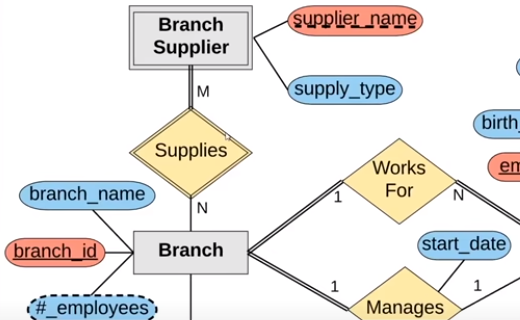 Branch
Supplier
supplier_name
M
supply_type
birth_
Supplies
Works
For
em
branch_name
1
N
N
branch_id
Branch
start_date
#_employees
1
Manages
1